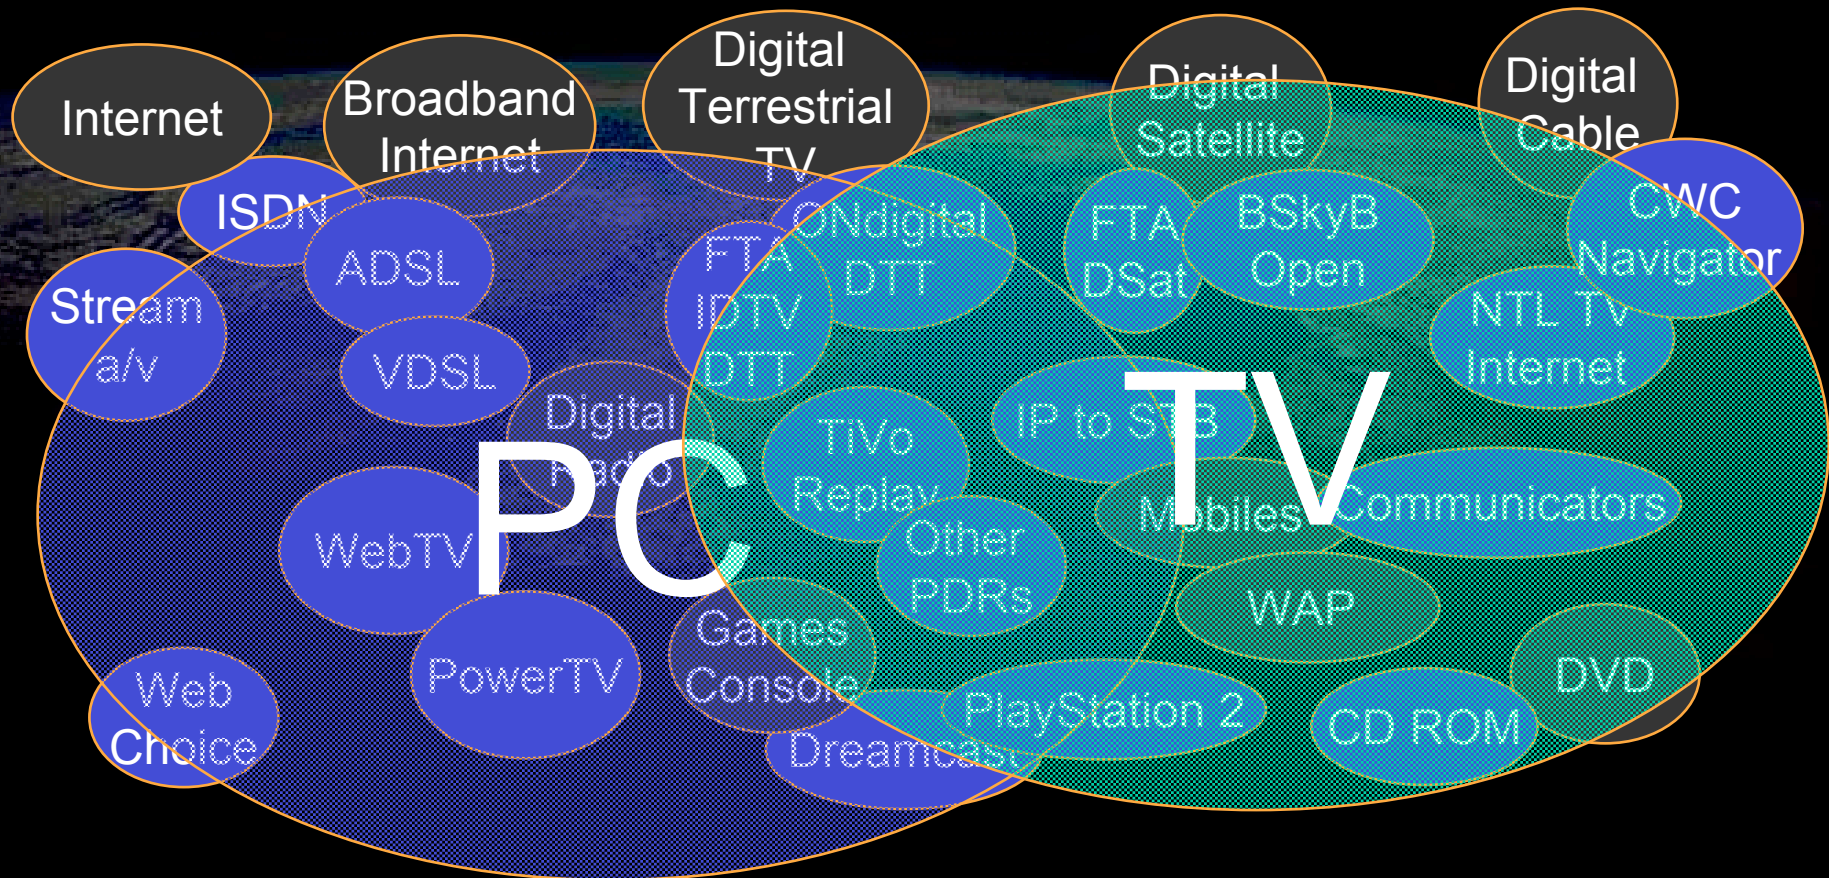 Internet
Broadband
Internet
Digital
Terrestrial
TV
Digital
Satellite
Digital
Cable
ISDN
ADSL
Stream
a/v
VDSL
FTA
IDTV
DTT
ONdigital
DTT
FTA
DSat
BSkyB
Open
CWC
Navigator
NTL TV
Internet
Digital
Radio
TiVo
Replay
IP to STB
PC
TV
WebTV
Other
PDRs
Mobiles
Communicators
WAP
PowerTV
Games
Console
Web
Choice
Dreamcast
PlayStation 2
CD ROM
DVD